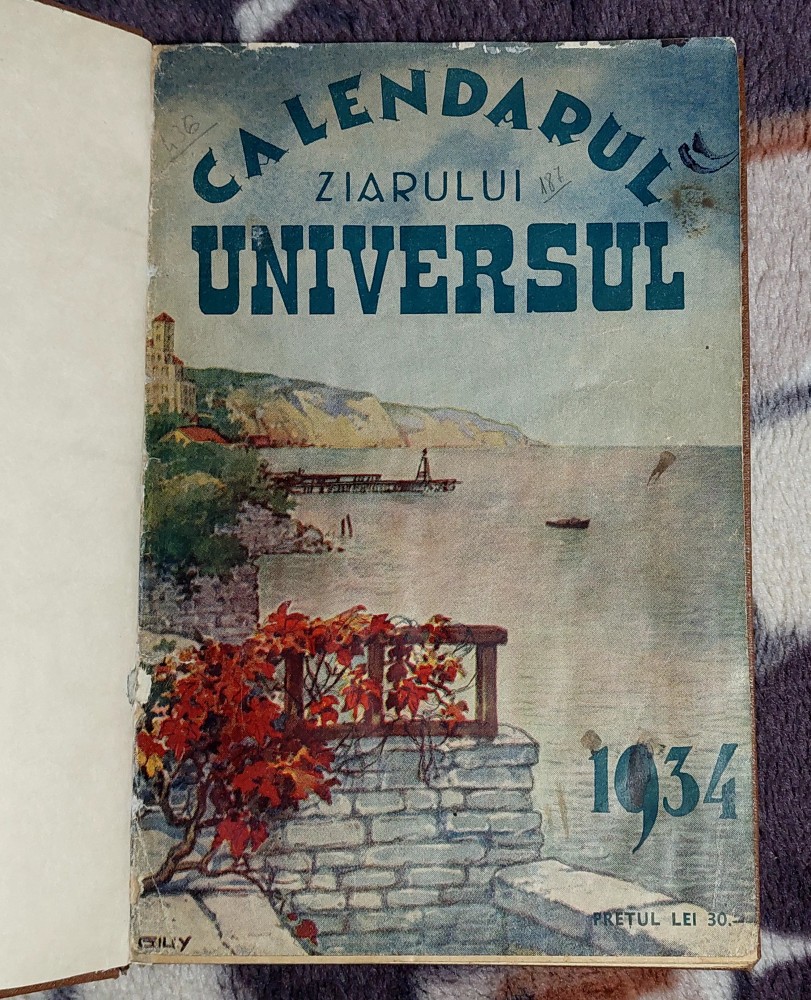 CALENDARUL
ZIARULUI
UNIVERSUL
1934
PREȚUL LEI 30.-